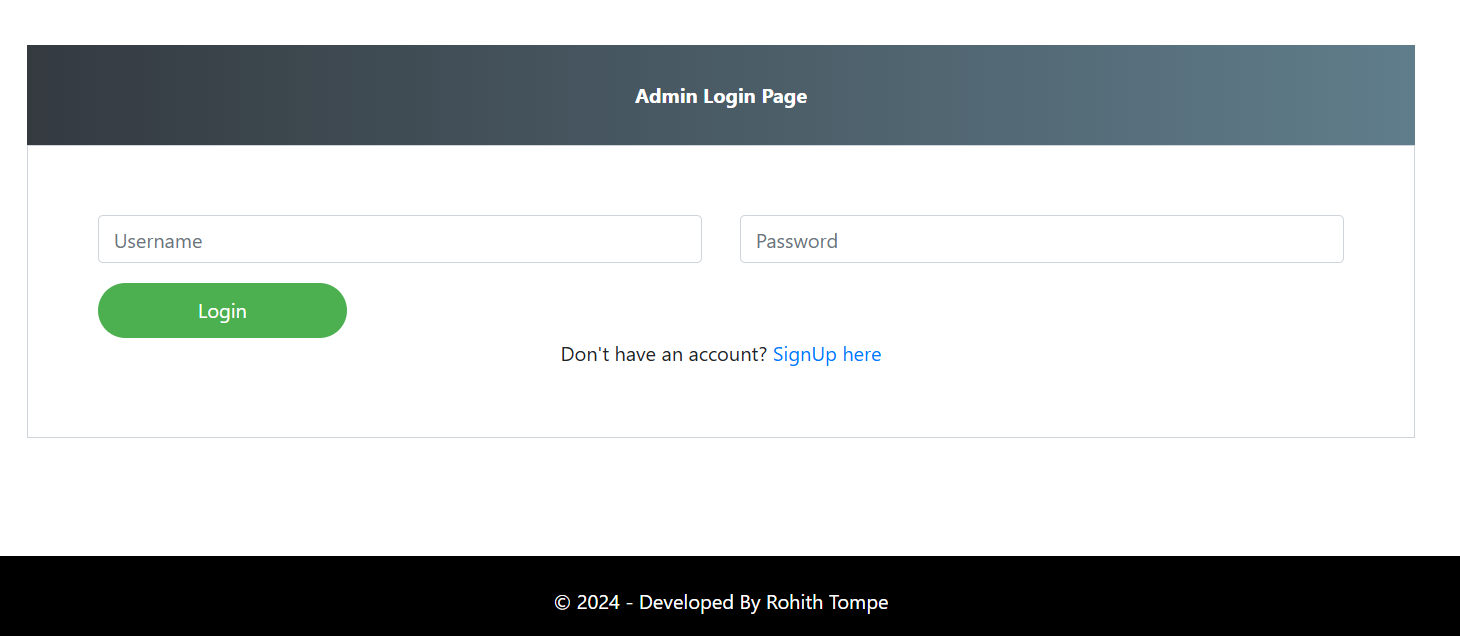 Admin Login Page
Username
Password
Login
Don't have an account? SignUp here
© 2024 - Developed By Rohith Tompe